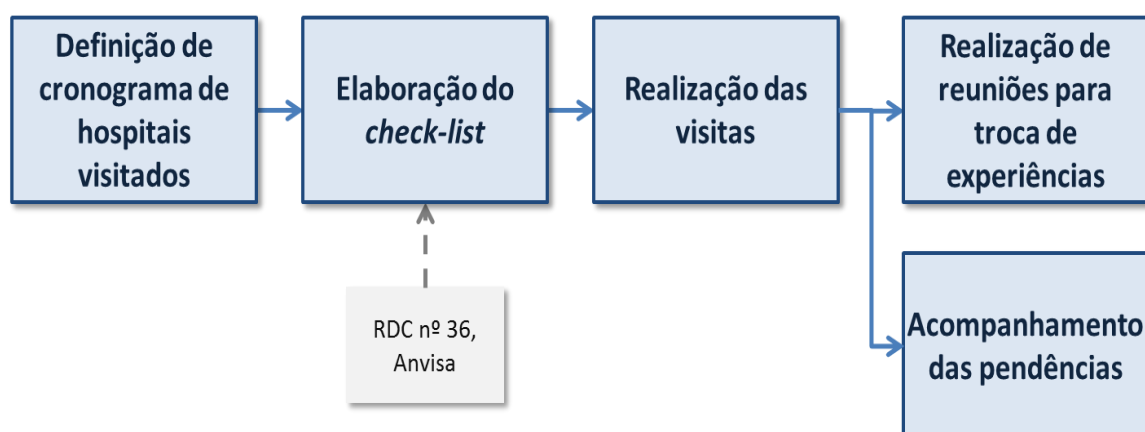 Definição de
cronograma de
hospitais
visitados
Elaboração do
check-list
Realização das
visitas
Realização de
reuniões para
troca de
experiências
RDC nº 36,
Anvisa
Acompanhamento
das pendências